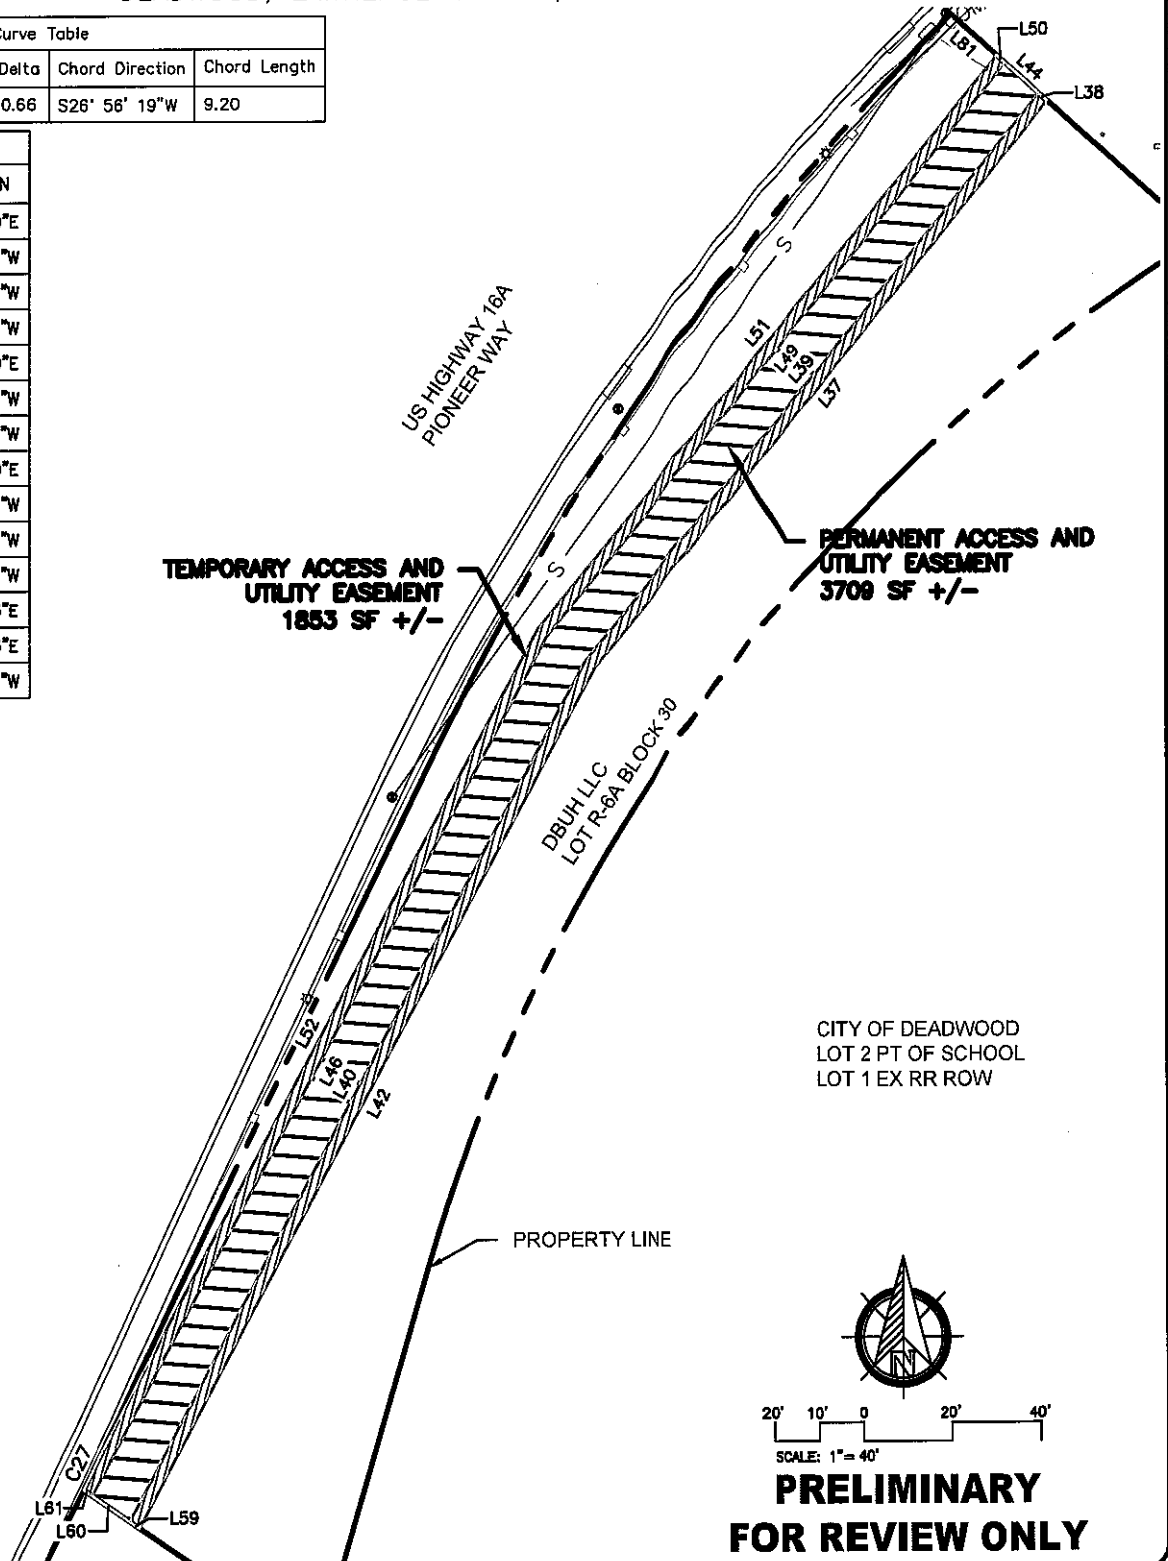 Curve Table
Delta Chord Direction Chord Length
0.66 S26° 56' 19"W 9.20
N
"E
"W
"W
"W
"E
"W
"W
"E
"W
"W
"W
"E
"E
"W
L50
L81
L44
L38
US HIGHWAY 16A
PIONEER WAY
S
L51
L49
L39
L37
PERMANENT ACCESS AND
UTILITY EASEMENT
3709 SF +/-
TEMPORARY ACCESS AND
UTILITY EASEMENT
1853 SF +/-
S
DBUH LLC
LOT R-6A BLOCK 30
L52
L46
L40
L42
CITY OF DEADWOOD
LOT 2 PT OF SCHOOL
LOT 1 EX RR ROW
PROPERTY LINE
N
20' 10' 0 20' 40'
SCALE: 1"= 40'
C27
L61
L60
L59
PRELIMINARY
FOR REVIEW ONLY